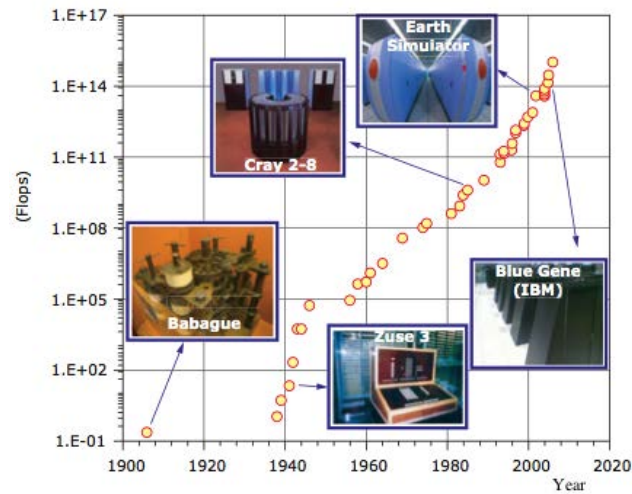 1.E+17
Earth
Simulator
1.E+14
Cray 2-8
1.E+11
(Flops)
1.E+08
Blue Gene
(IBM)
Babague
1.E+05
Zuse 3
1.E+02
1.E-01
1900 1920 1940 1960 1980 2000 2020
Year